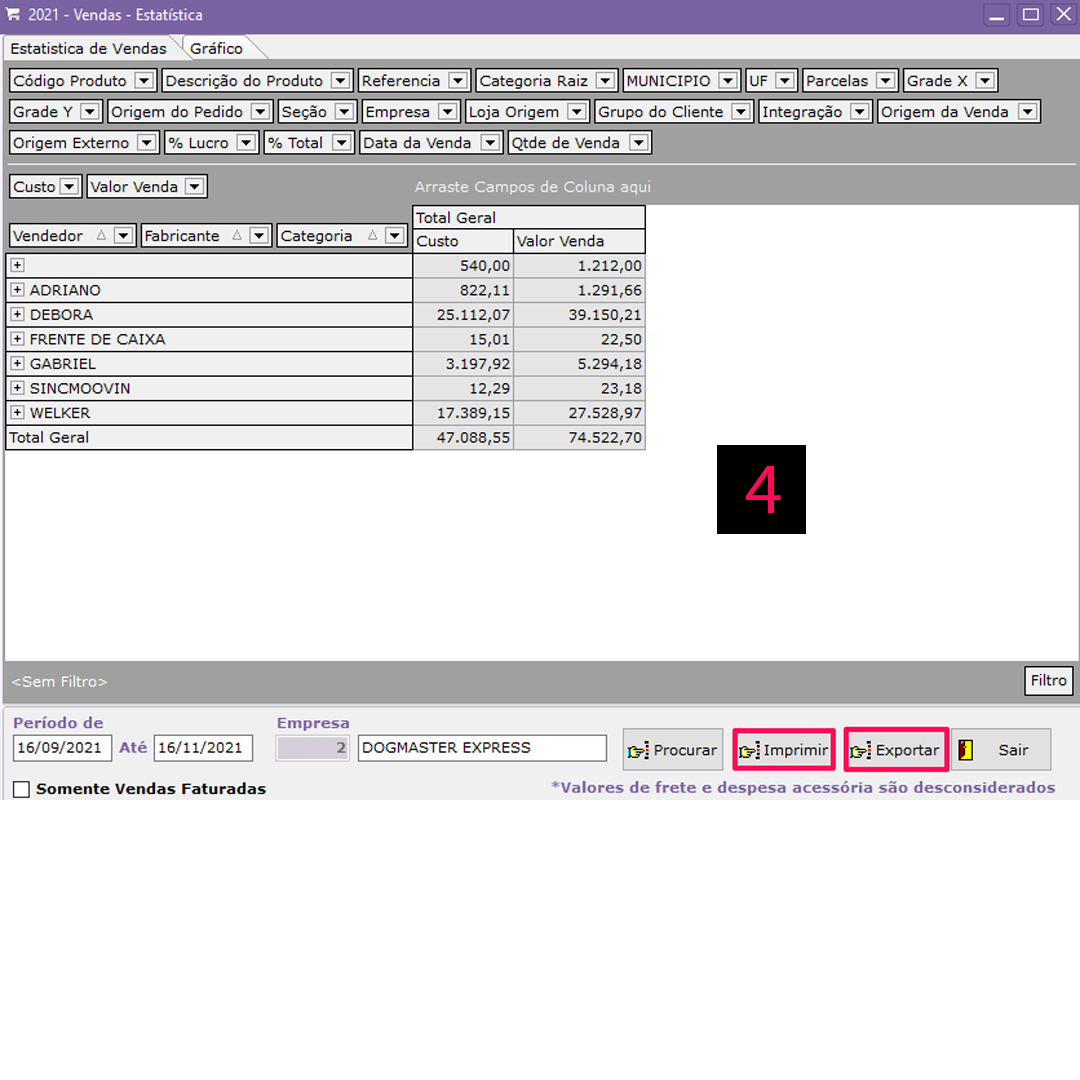 2021 - Vendas - Estatística
Estatistica de Vendas Gráfico
Código Produto Descrição do Produto Referencia Categoria Raiz MUNICIPIO UF Parcelas Grade X
Grade Y Origem do Pedido Seção Empresa Loja Origem Grupo do Cliente Integração Origem da Venda
Origem Externo % Lucro % Total Data da Venda Qtde de Venda
Custo Valor Venda Arraste Campos de Coluna aqui
Total Geral
Vendedor Fabricante Categoria Custo Valor Venda
540,00 1.212,00
ADRIANO 822,11 1.291,66
DEBORA 25.112,07 39.150,21
FRENTE DE CAIXA 15,01 22,50
GABRIEL 3.197,92 5.294,18
SINCMOOVIN 12,29 23,18
WELKER 17.389,15 27.528,97
Total Geral 47.088,55 74.522,70
4
<Sem Filtro> Filtro
Período de Empresa
16/09/2021 Até 16/11/2021 2 DOGMASTER EXPRESS Procurar Imprimir Exportar Sair
Somente Vendas Faturadas *Valores de frete e despesa acessória são desconsiderados